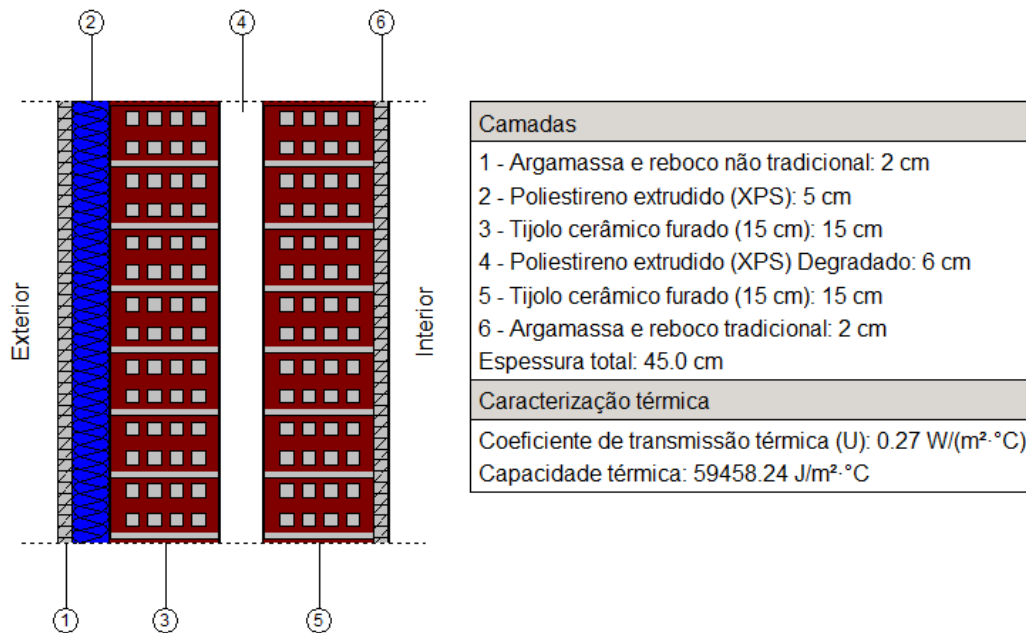 2
4
6
Exterior
Interior
1
3
5
Camadas
1 - Argamassa e reboco não tradicional: 2 cm
2 - Poliestireno extrudido (XPS): 5 cm
3 - Tijolo cerâmico furado (15 cm): 15 cm
4 - Poliestireno extrudido (XPS) Degradado: 6 cm
5 - Tijolo cerâmico furado (15 cm): 15 cm
6 - Argamassa e reboco tradicional: 2 cm
Espessura total: 45.0 cm
Caracterização térmica
Coeficiente de transmissão térmica (U): 0.27 W/(m²·°C)
Capacidade térmica: 59458.24 J/m²·°C